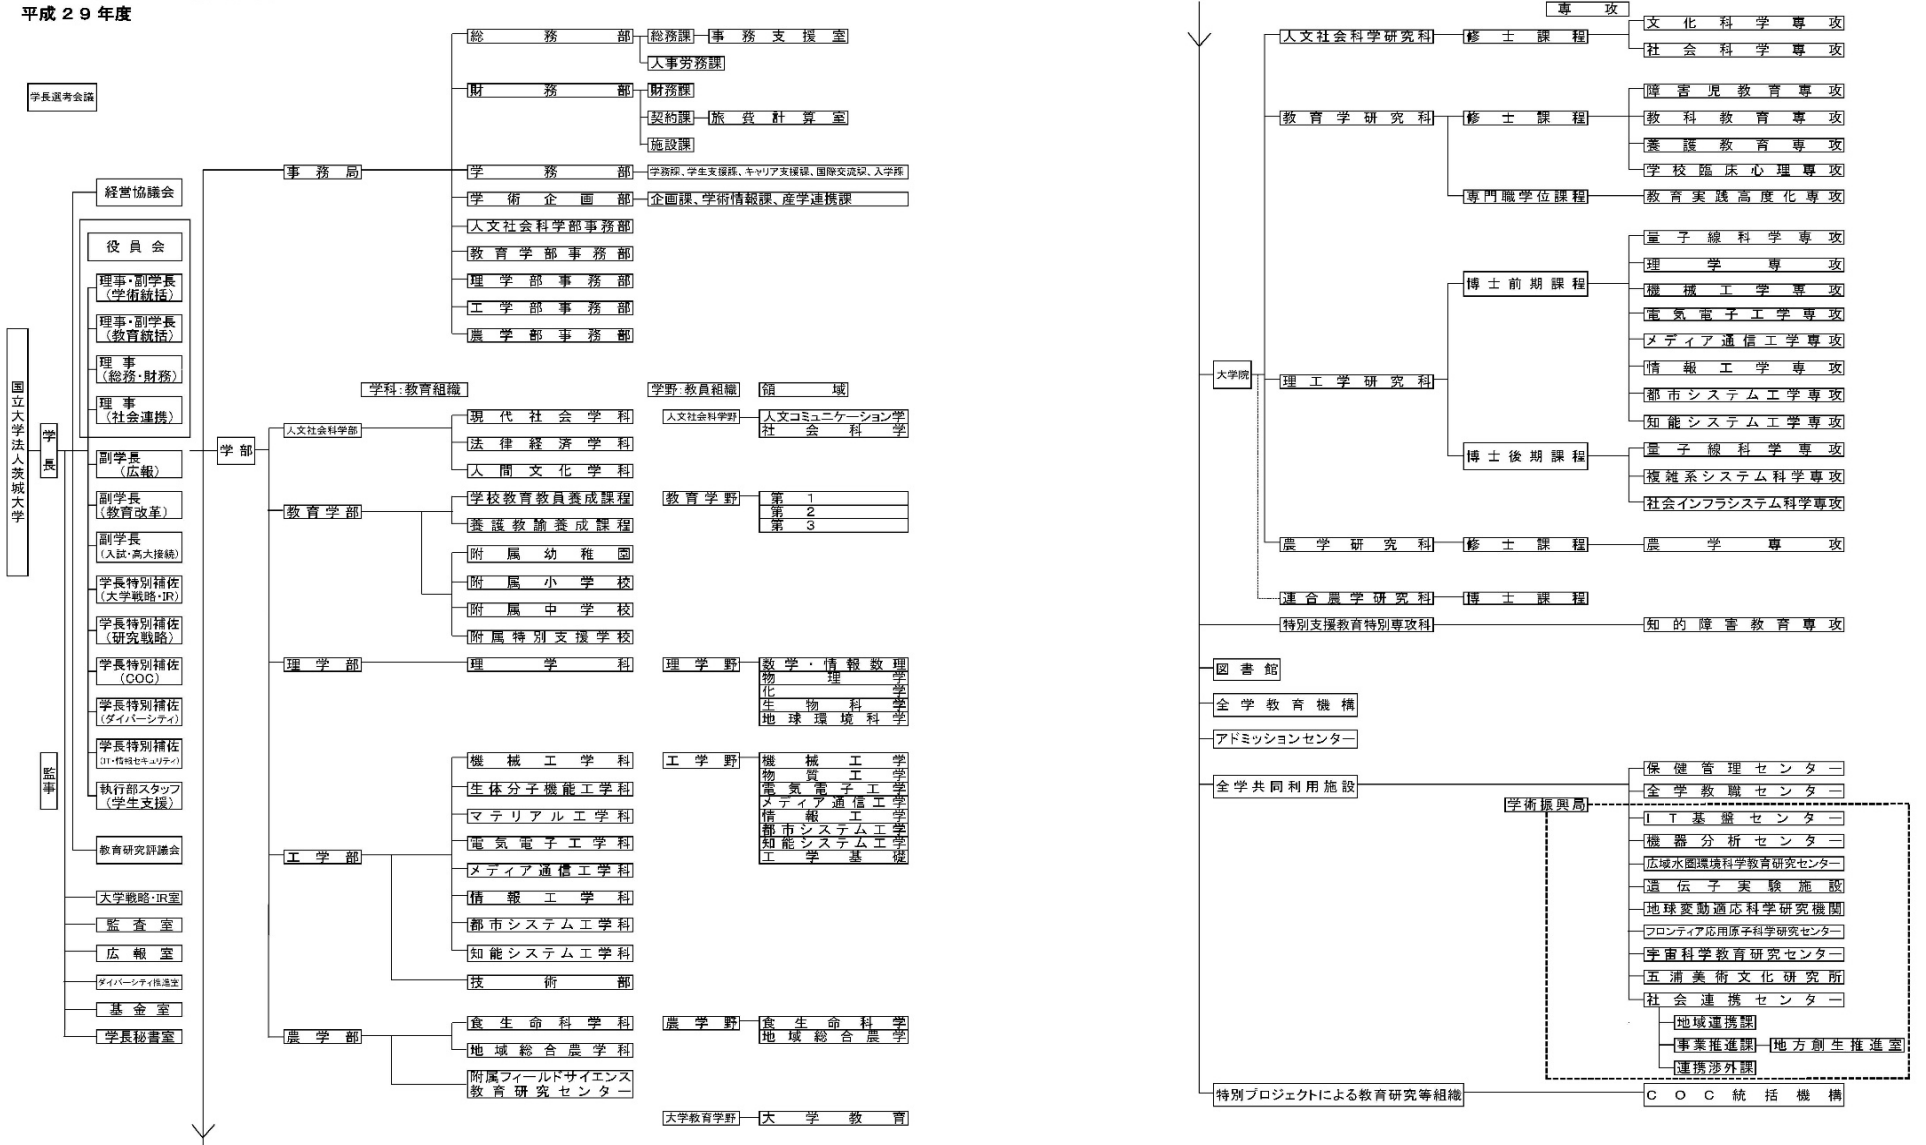 平成２９年度
学長選考会議
国立大学法人茨城大学
学長
監事
経営協議会
役員会
理事・副学長
（学術統括）
理事・副学長
（教育統括）
理事
（総務・財務）
理事
（社会連携）
副学長
（広報）
副学長
（教育改革）
副学長
（入試・高大接続）
学長特別補佐
（大学戦略・IR）
学長特別補佐
（研究戦略）
学長特別補佐
（COC）
学長特別補佐
（ダイバーシティ）
学長特別補佐
（IT・情報セキュリティ）
執行部スタッフ
（学生支援）
教育研究評議会
大学戦略・IR室
監査室
広報室
ダイバーシティ推進室
基金室
学長秘書室
事務局
総務部
総務課
事務支援室
人事労務課
財務部
財務課
契約課
旅費計算室
施設課
学務部
学務課、学生支援課、キャリア支援課、国際交流課、入学課
学術企画部
企画課、学術情報課、産学連携課
人文社会科学部事務部
教育学部事務部
理学部事務部
工学部事務部
農学部事務部
学科：教育組織
学野：教員組織
領域
学部
人文社会科学部
現代社会学科
法律経済学科
人間文化学科
人文社会科学野
人文コミュニケーション学
社会科学
教育学部
学校教育教員養成課程
養護教諭養成課程
附属幼稚園
附属小学校
附属中学校
附属特別支援学校
教育学野
第１
第２
第３
理学部
理学科
理学野
数学・情報数理
物理学
化学
生物科学
地球環境科学
工学部
機械工学科
生体分子機能工学科
マテリアル工学科
電気電子工学科
メディア通信工学科
情報工学科
都市システム工学科
知能システム工学科
技術部
工学野
機械工学
物質工学
電気電子工学
メディア通信工学
情報工学
都市システム工学
知能システム工学
工学基礎
農学部
食生命科学科
地域総合農学科
附属フィールドサイエンス
教育研究センター
農学野
食生命科学
地域総合農学
大学教育学野
大学教育
専攻
大学院
人文社会科学研究科
修士課程
文化科学専攻
社会科学専攻
教育学研究科
修士課程
障害児教育専攻
教科教育専攻
養護教育専攻
学校臨床心理専攻
専門職学位課程
教育実践高度化専攻
理工学研究科
博士前期課程
量子線科学専攻
理学専攻
機械工学専攻
電気電子工学専攻
メディア通信工学専攻
情報工学専攻
都市システム工学専攻
知能システム工学専攻
博士後期課程
量子線科学専攻
複雑系システム科学専攻
社会インフラシステム科学専攻
農学研究科
修士課程
農学専攻
連合農学研究科
博士課程
特別支援教育特別専攻科
知的障害教育専攻
図書館
全学教育機構
アドミッションセンター
全学共同利用施設
保健管理センター
全学教職センター
学術振興局
ＩＴ基盤センター
機器分析センター
広域水圏環境科学教育研究センター
遺伝子実験施設
地球変動適応科学研究機関
フロンティア応用原子科学研究センター
宇宙科学教育研究センター
五浦美術文化研究所
社会連携センター
地域連携課
事業推進課
地方創生推進室
連携渉外課
特別プロジェクトによる教育研究等組織
ＣＯＣ統括機構